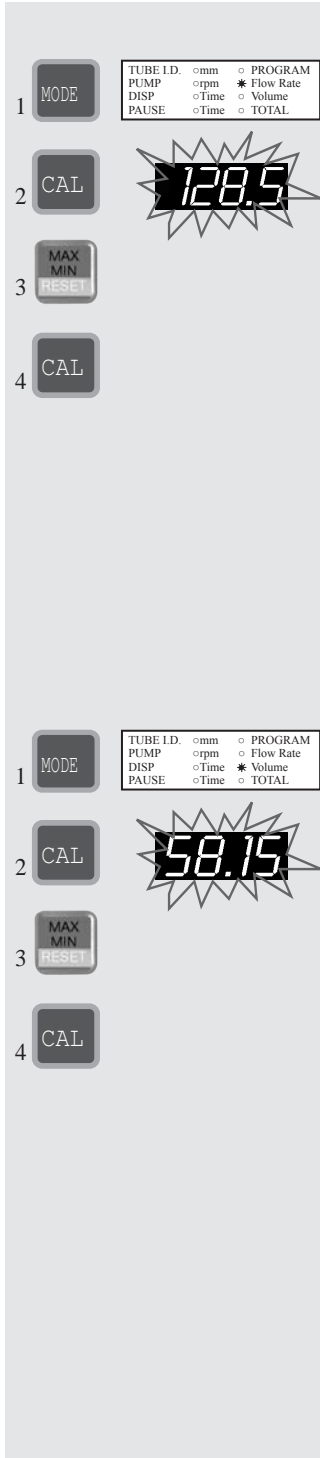 1 MODE
TUBE I.D. ○mm ○ PROGRAM
PUMP ○rpm ✷ Flow Rate
DISP ○Time ○ Volume
PAUSE ○Time ○ TOTAL
2 CAL
128.5
3 MAX
MIN
RESET
4 CAL
1 MODE
TUBE I.D. ○mm ○ PROGRAM
PUMP ○rpm ○ Flow Rate
DISP ○Time ✷ Volume
PAUSE ○Time ○ TOTAL
2 CAL
58.15
3 MAX
MIN
RESET
4 CAL